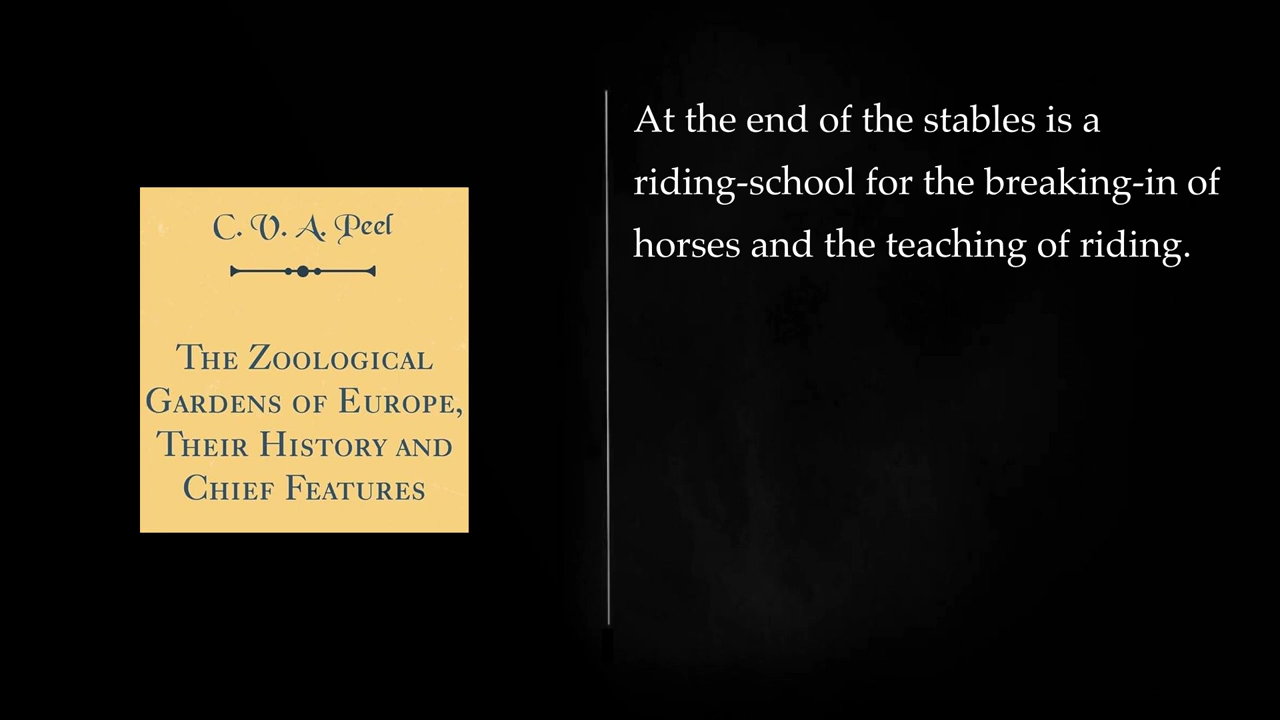 C. V. A. Peel
The Zoological
Gardens of Europe,
Their History and
Chief Features
At the end of the stables is a
riding-school for the breaking-in of
horses and the teaching of riding.